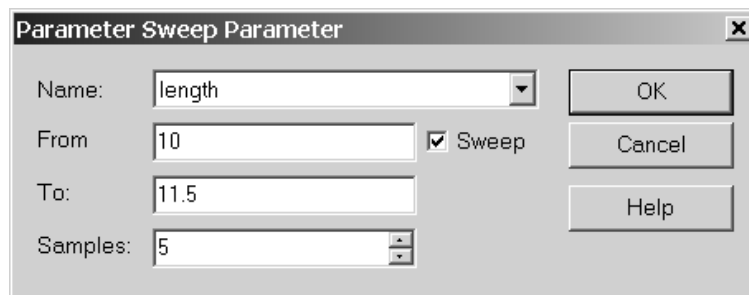 Parameter Sweep Parameter
Name: length OK
From 10 Sweep Cancel
To: 11.5 Help
Samples: 5